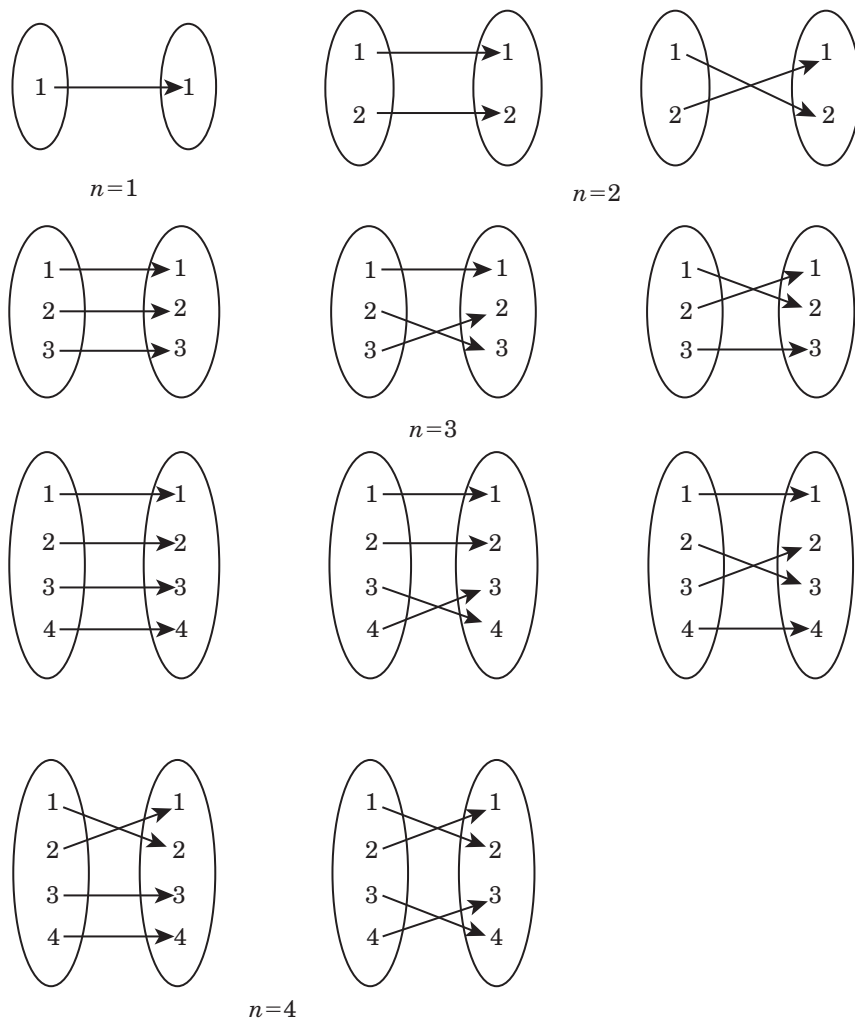 1 1 1 1 1 1
2 2 2 2
n=1 n=2
1 1 1 1 1 1
2 2 2 2 2 2
3 3 3 3 3 3
n=3
1 1 1 1 1 1
2 2 2 2 2 2
3 3 3 3 3 3
4 4 4 4 4 4
1 1 1 1
2 2 2 2
3 3 3 3
4 4 4 4
n=4